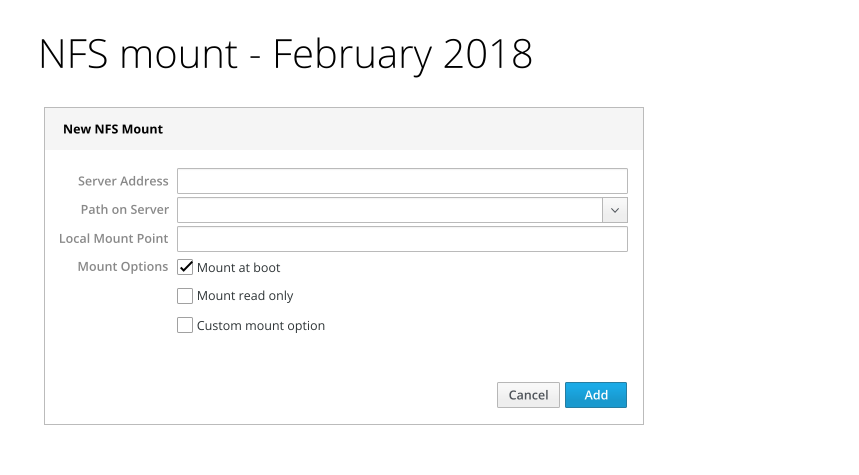 NFS mount - February 2018
New NFS Mount
Server Address
Path on Server
Local Mount Point
Mount Options Mount at boot
Mount read only
Custom mount option
Cancel Add